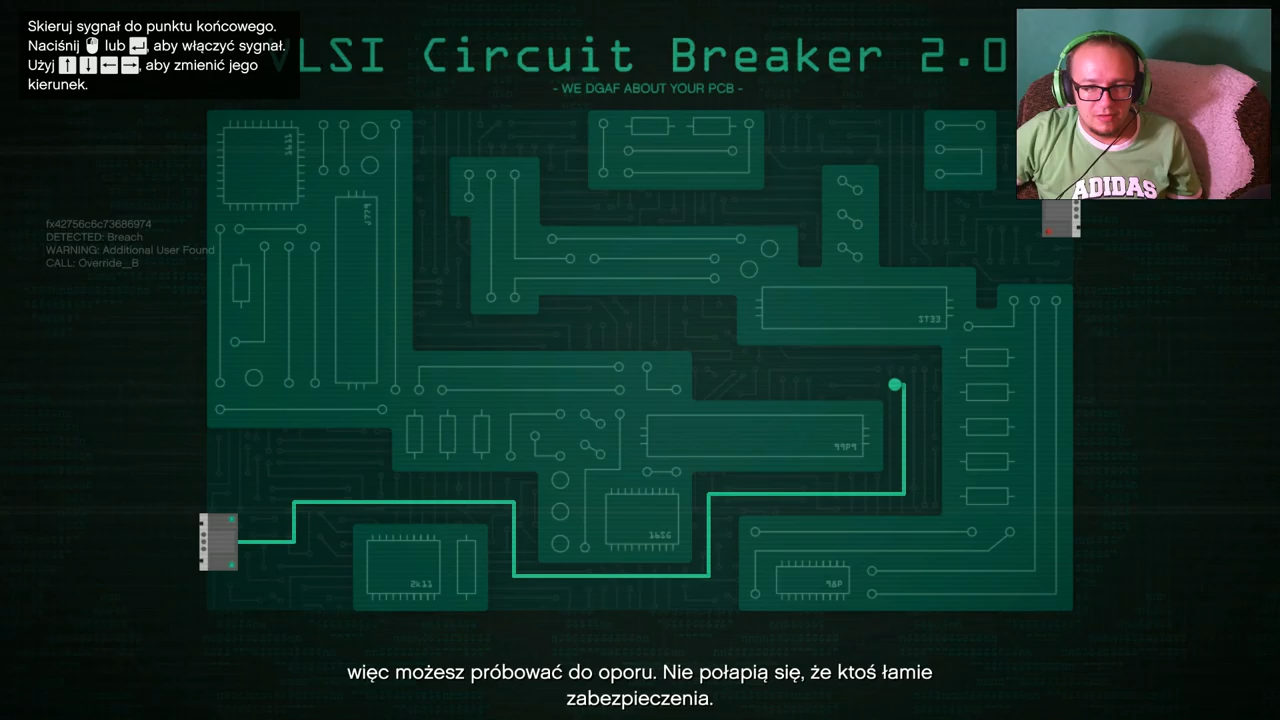 Skieruj sygnał do punktu końcowego.
Naciśnij lub , aby włączyć sygnał.
Użyj ↑ ↓ ← →, aby zmienić jego
kierunek.
VLSI Circuit Breaker 2.0
- WE DGAF ABOUT YOUR PCB -
ADIDAS
fx42756c6c73686974
DETECTED: Breach
WARNING: Additional User Found
CALL: Override__B
więc możesz próbować do oporu. Nie połapią się, że ktoś łamie
zabezpieczenia.